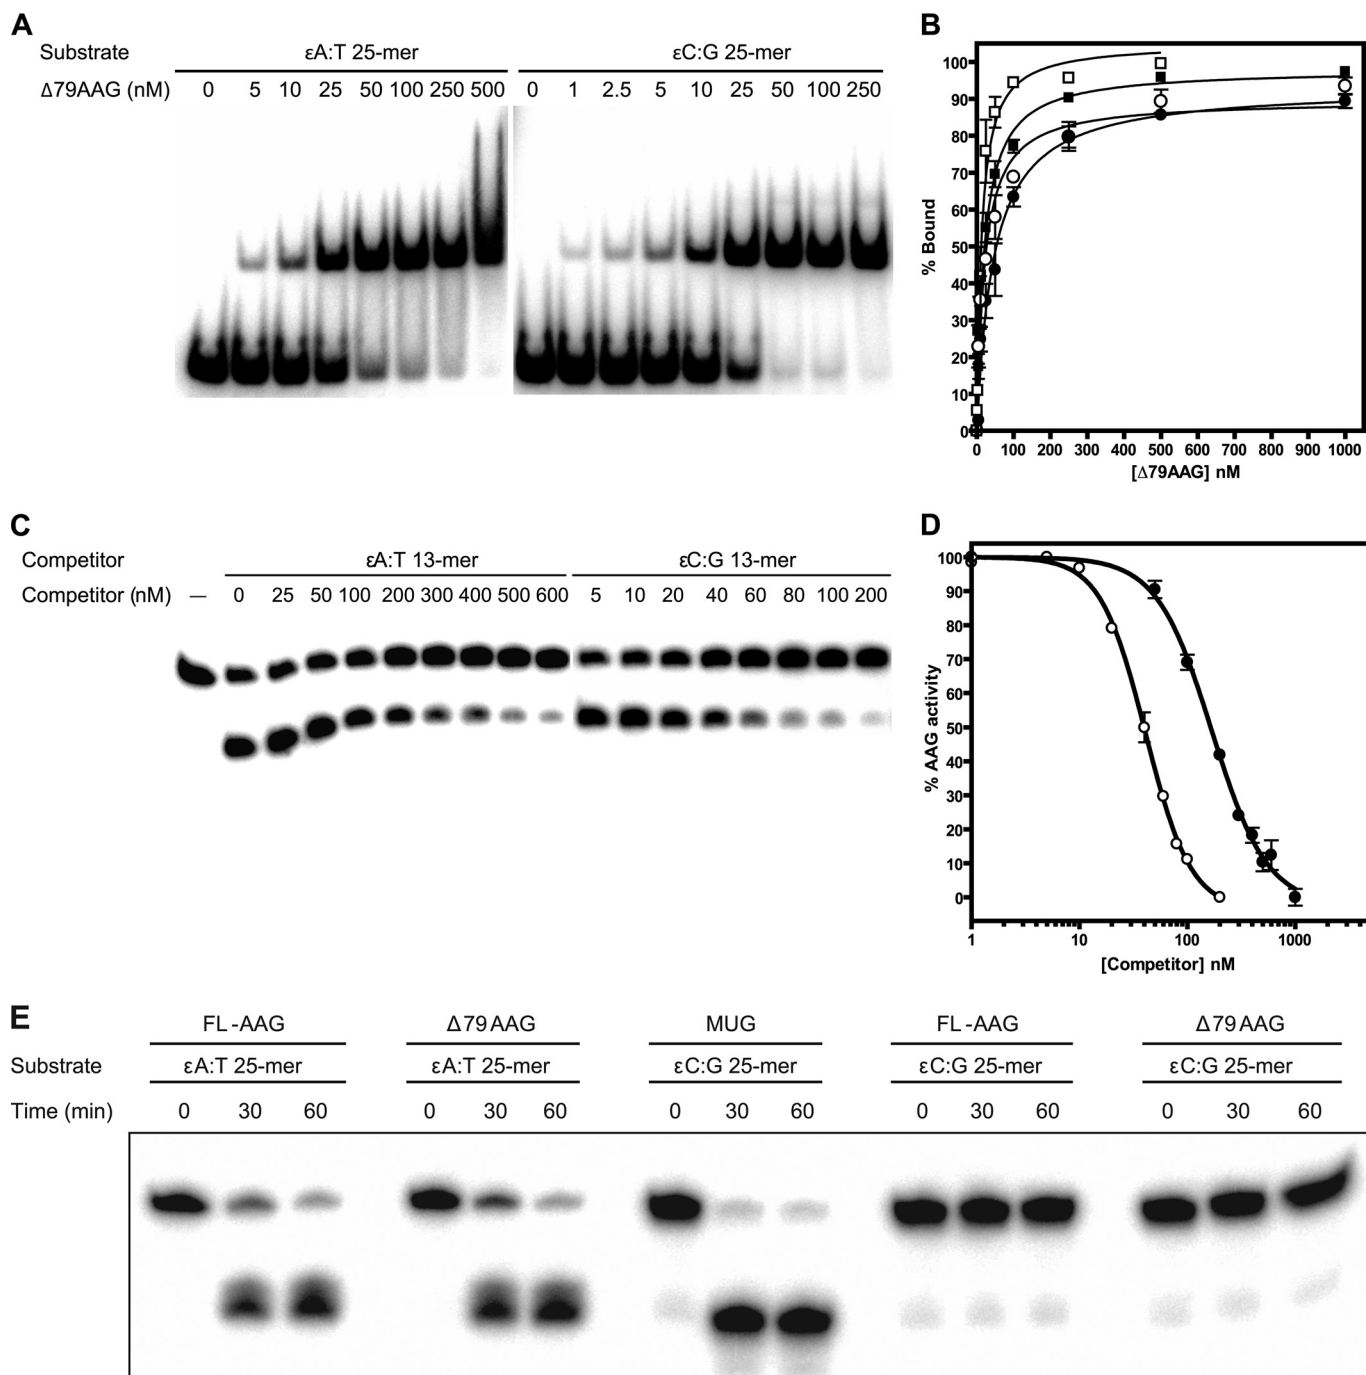 A
Substrate εA:T 25-mer εC:G 25-mer
Δ79AAG (nM) 0 5 10 25 50 100 250 500 0 1 2.5 5 10 25 50 100 250
B
% Bound
100
90
80
70
60
50
40
30
20
10
0
0 100 200 300 400 500 600 700 800 900 1000
[Δ79AAG] nM
C
Competitor εA:T 13-mer εC:G 13-mer
Competitor (nM) — 0 25 50 100 200 300 400 500 600 5 10 20 40 60 80 100 200
D
% AAG activity
100
90
80
70
60
50
40
30
20
10
0
1 10 100 1000
[Competitor] nM
E
FL-AAG Δ79AAG MUG FL-AAG Δ79AAG
Substrate εA:T 25-mer εA:T 25-mer εC:G 25-mer εC:G 25-mer εC:G 25-mer
Time (min) 0 30 60 0 30 60 0 30 60 0 30 60 0 30 60